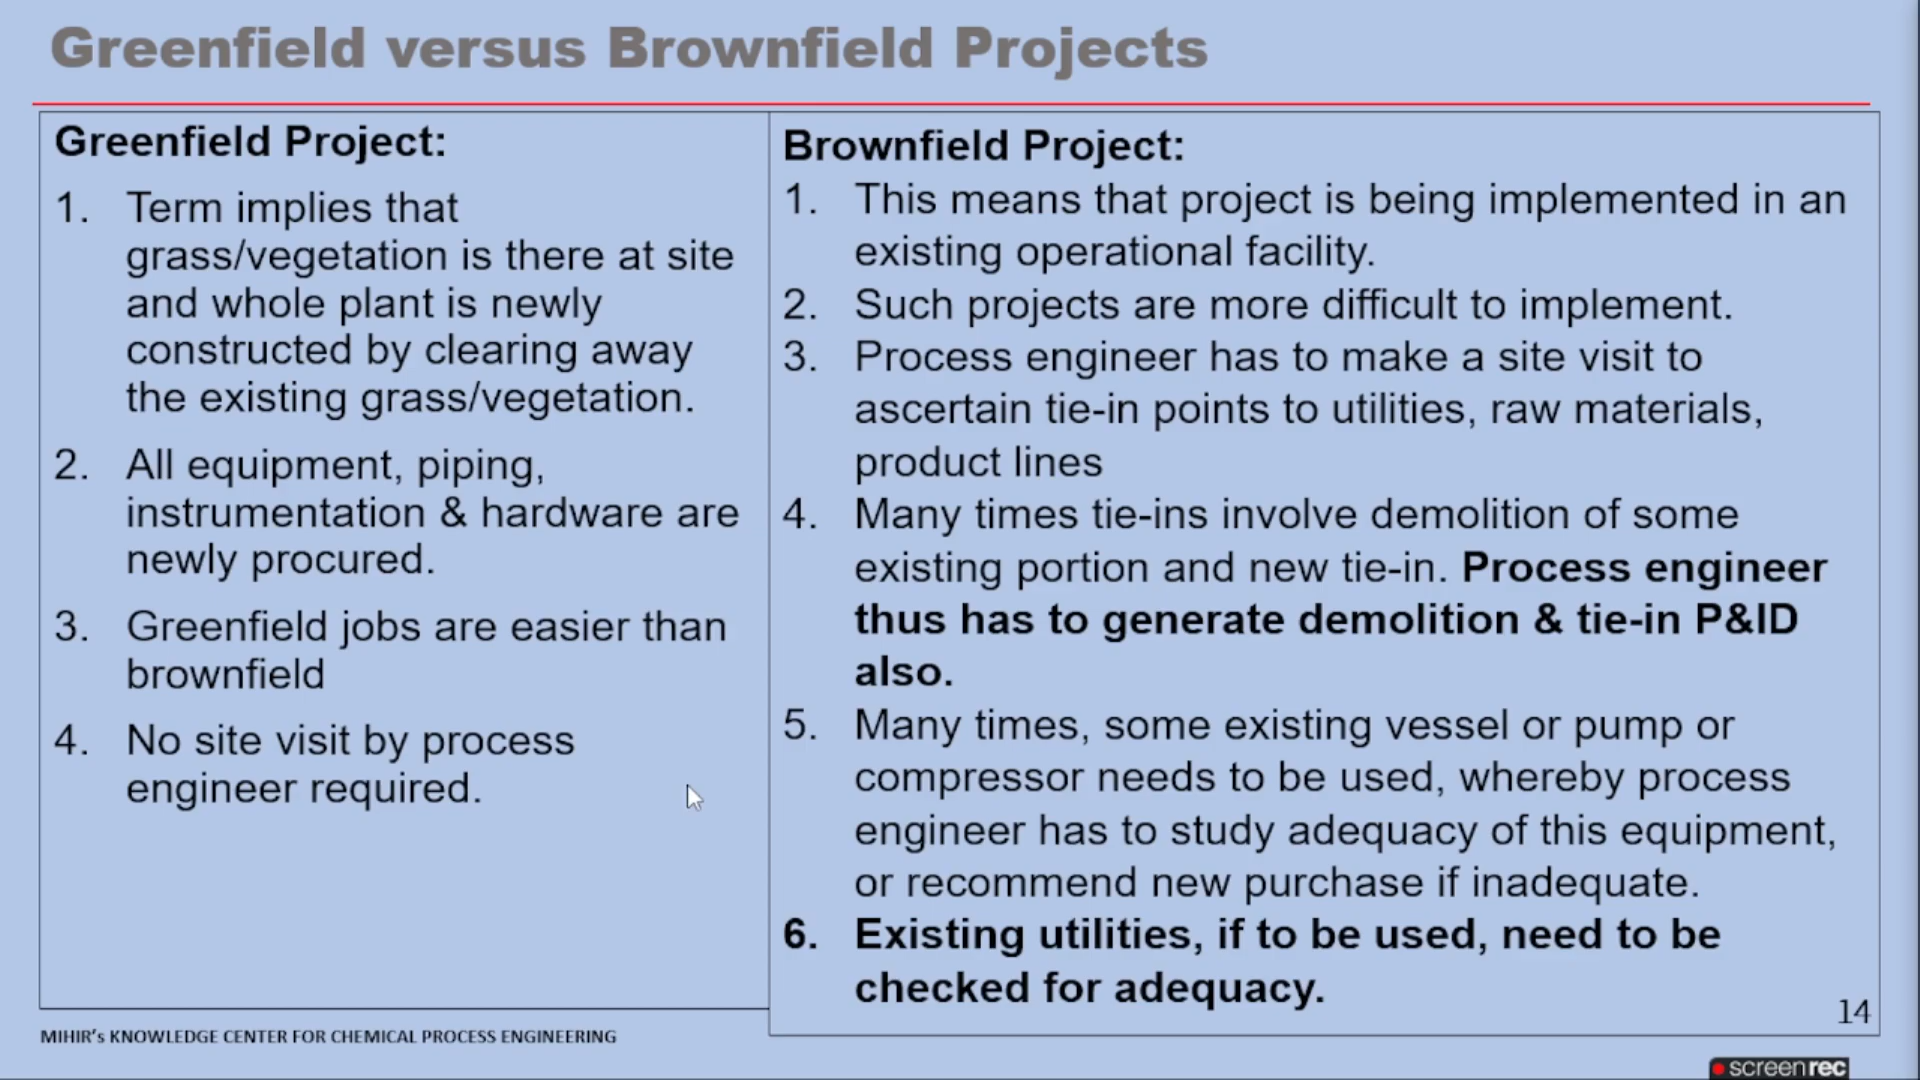 Greenfield versus Brownfield Projects
Greenfield Project:
1. Term implies that
grass/vegetation is there at site
and whole plant is newly
constructed by clearing away
the existing grass/vegetation.
2. All equipment, piping,
instrumentation & hardware are
newly procured.
3. Greenfield jobs are easier than
brownfield
4. No site visit by process
engineer required.
Brownfield Project:
1. This means that project is being implemented in an
existing operational facility.
2. Such projects are more difficult to implement.
3. Process engineer has to make a site visit to
ascertain tie-in points to utilities, raw materials,
product lines
4. Many times tie-ins involve demolition of some
existing portion and new tie-in. Process engineer
thus has to generate demolition & tie-in P&ID
also.
5. Many times, some existing vessel or pump or
compressor needs to be used, whereby process
engineer has to study adequacy of this equipment,
or recommend new purchase if inadequate.
6. Existing utilities, if to be used, need to be
checked for adequacy.
14
MIHIR's KNOWLEDGE CENTER FOR CHEMICAL PROCESS ENGINEERING
screenrec